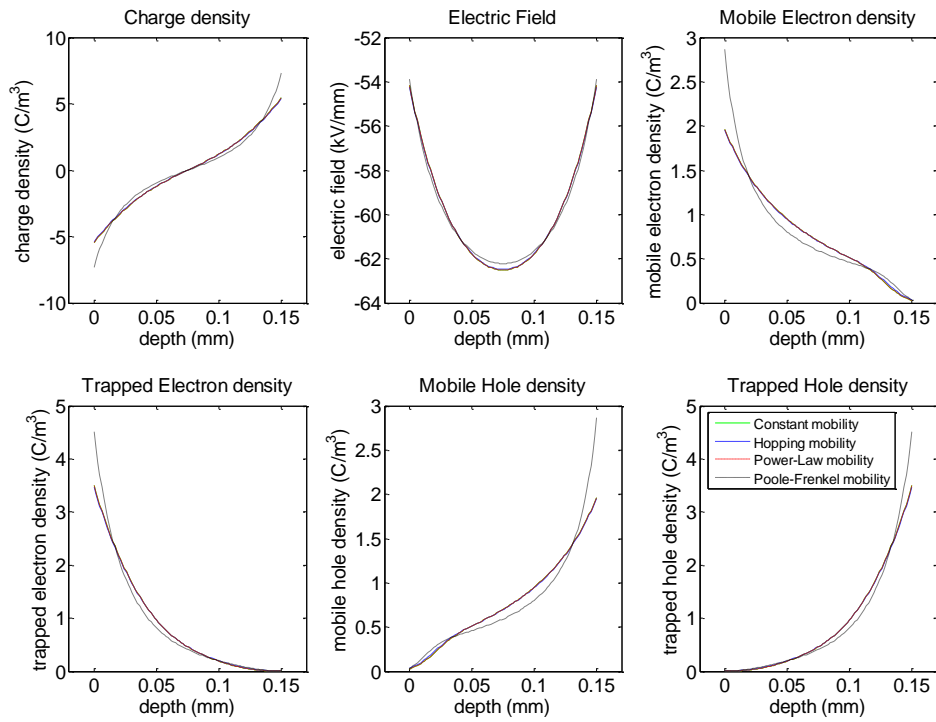 Charge density
10
5
0
-5
-10
0 0.05 0.1 0.15
depth (mm)
charge density (C/m³)
Electric Field
-52
-54
-56
-58
-60
-62
-64
0 0.05 0.1 0.15
depth (mm)
electric field (kV/mm)
Mobile Electron density
3
2.5
2
1.5
1
0.5
0
0 0.05 0.1 0.15
depth (mm)
mobile electron density (C/m³)
Trapped Electron density
5
4
3
2
1
0
0 0.05 0.1 0.15
depth (mm)
trapped electron density (C/m³)
Mobile Hole density
3
2.5
2
1.5
1
0.5
0
0 0.05 0.1 0.15
depth (mm)
mobile hole density (C/m³)
Trapped Hole density
5
4
3
2
1
0
0 0.05 0.1 0.15
depth (mm)
trapped hole density (C/m³)
Constant mobility
Hopping mobility
Power-Law mobility
Poole-Frenkel mobility